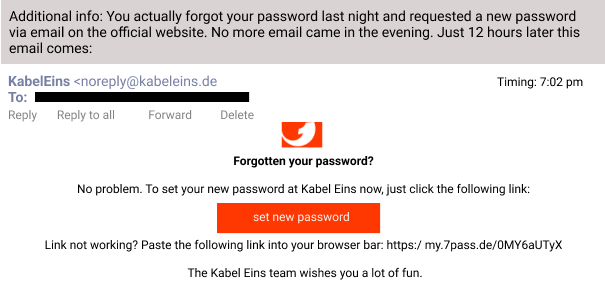 Additional info: You actually forgot your password last night and requested a new password
via email on the official website. No more email came in the evening. Just 12 hours later this
email comes:
KabelEins <noreply@kabeleins.de
Timing: 7:02 pm
To:
Reply Reply to all Forward Delete
Forgotten your password?
No problem. To set your new password at Kabel Eins now, just click the following link:
set new password
Link not working? Paste the following link into your browser bar: https:/ my.7pass.de/0MY6aUTyX
The Kabel Eins team wishes you a lot of fun.